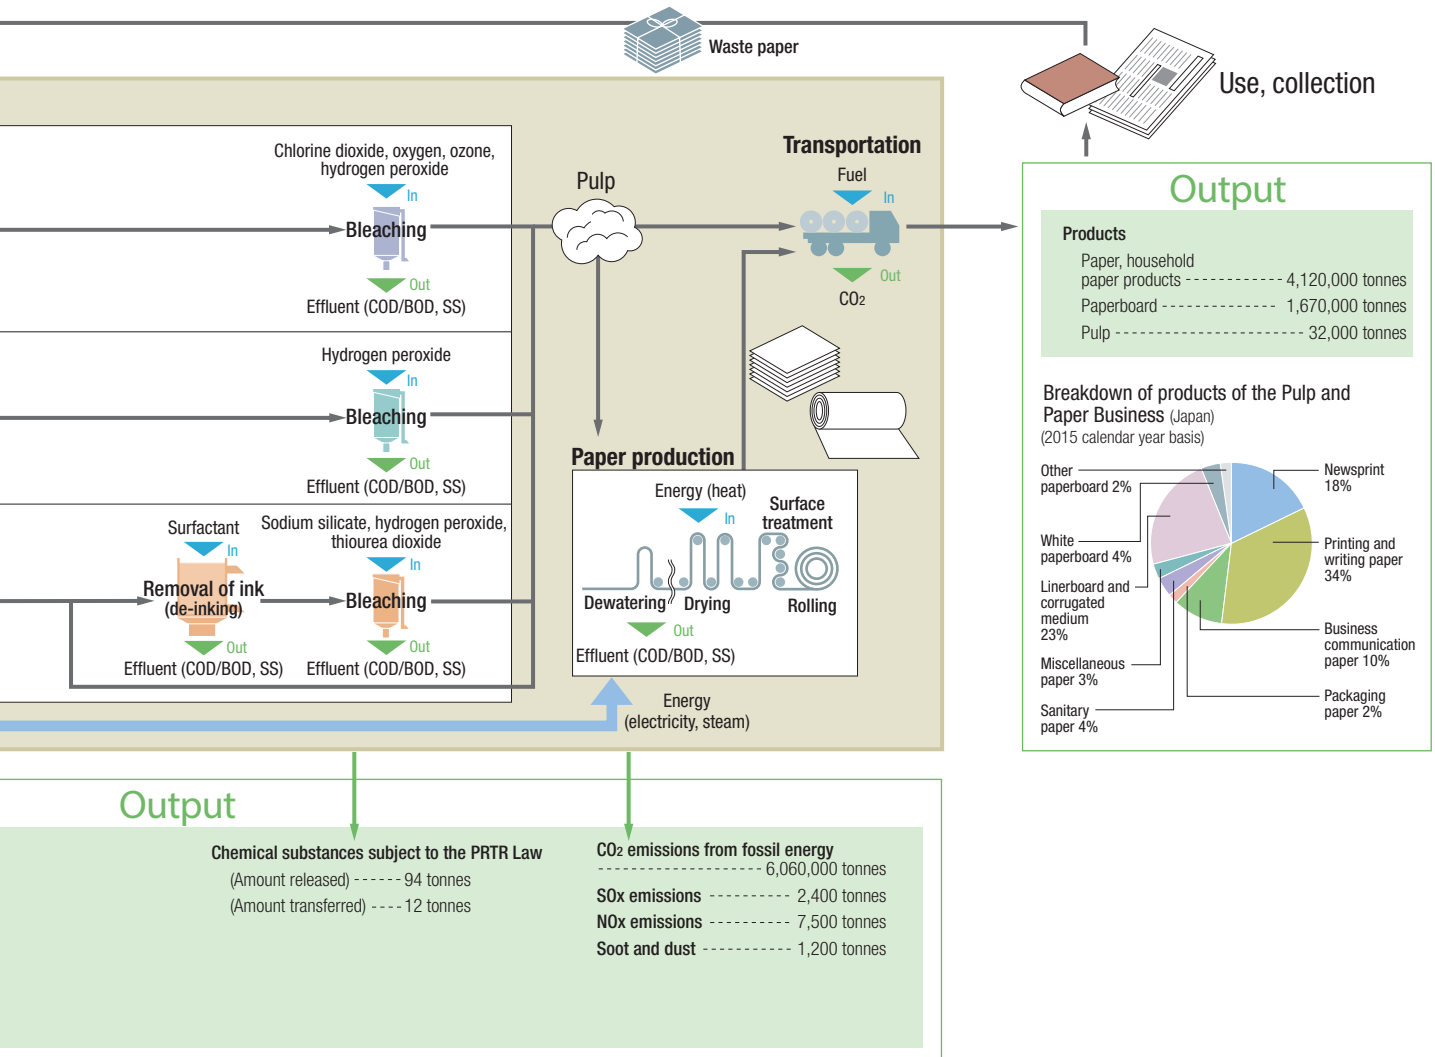 Waste paper
Use, collection
Chlorine dioxide, oxygen, ozone,
hydrogen peroxide
In
Bleaching
Out
Effluent (COD/BOD, SS)
Hydrogen peroxide
In
Bleaching
Out
Effluent (COD/BOD, SS)
Surfactant
In
Removal of ink
(de-inking)
Out
Effluent (COD/BOD, SS)
Sodium silicate, hydrogen peroxide,
thiourea dioxide
In
Bleaching
Out
Effluent (COD/BOD, SS)
Pulp
Transportation
Fuel
In
Out
CO2
Paper production
Energy (heat)
In
Surface
treatment
Dewatering
Drying
Rolling
Out
Effluent (COD/BOD, SS)
Energy
(electricity, steam)
Output
Products
Paper, household
paper products 4,120,000 tonnes
Paperboard 1,670,000 tonnes
Pulp 32,000 tonnes
Breakdown of products of the Pulp and
Paper Business (Japan)
(2015 calendar year basis)
Other
paperboard 2%
White
paperboard 4%
Linerboard and
corrugated
medium
23%
Miscellaneous
paper 3%
Sanitary
paper 4%
Newsprint
18%
Printing and
writing paper
34%
Business
communication
paper 10%
Packaging
paper 2%
Output
Chemical substances subject to the PRTR Law
(Amount released) 94 tonnes
(Amount transferred) 12 tonnes
CO2 emissions from fossil energy
6,060,000 tonnes
SOx emissions 2,400 tonnes
NOx emissions 7,500 tonnes
Soot and dust 1,200 tonnes